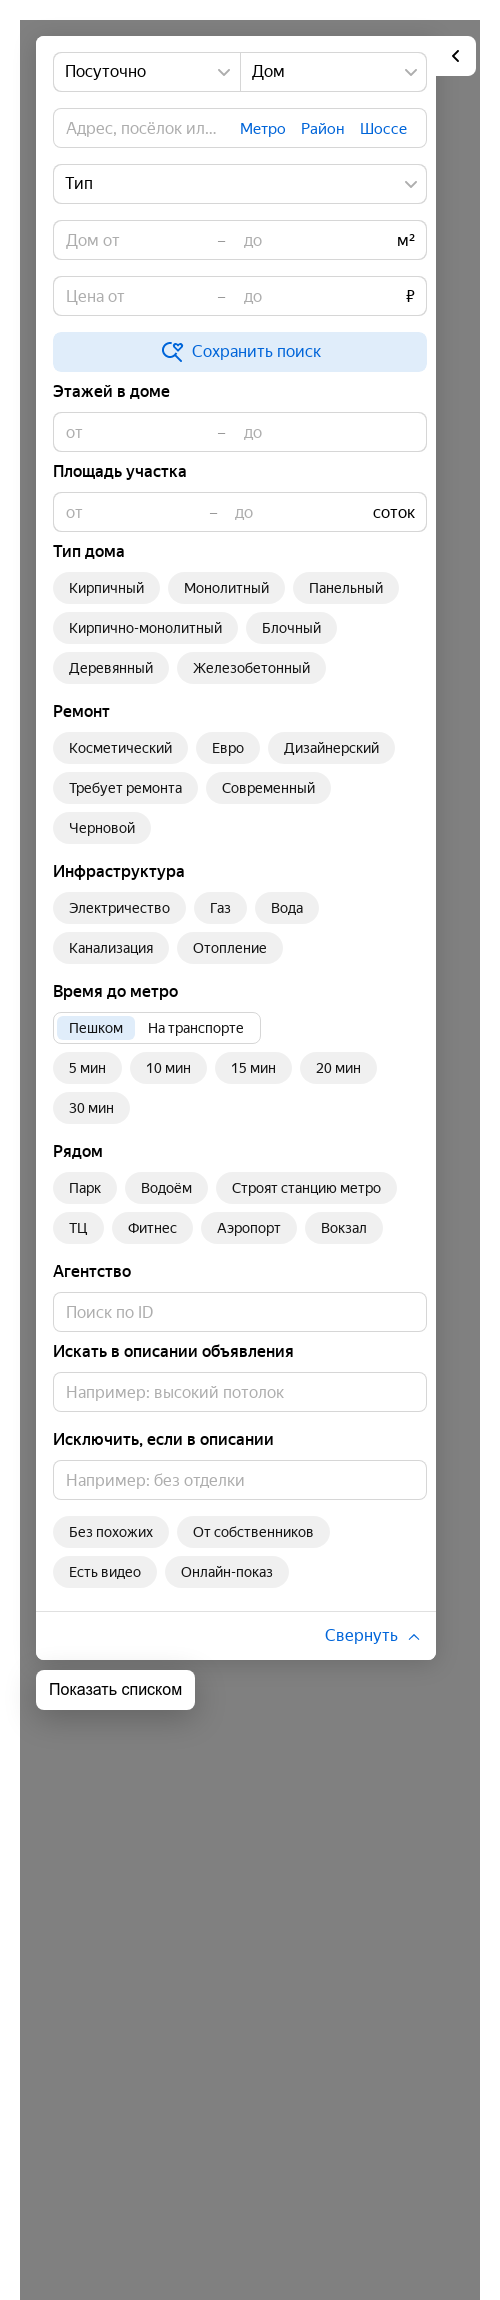 Посуточно Дом
Адрес, посёлок ил... Метро Район Шоссе
Тип
Дом от – до м²
Цена от – до ₽
Сохранить поиск
Этажей в доме
от – до
Площадь участка
от – до соток
Тип дома
Кирпичный Монолитный Панельный
Кирпично-монолитный Блочный
Деревянный Железобетонный
Ремонт
Косметический Евро Дизайнерский
Требует ремонта Современный
Черновой
Инфраструктура
Электричество Газ Вода
Канализация Отопление
Время до метро
Пешком На транспорте
5 мин 10 мин 15 мин 20 мин
30 мин
Рядом
Парк Водоём Строят станцию метро
ТЦ Фитнес Аэропорт Вокзал
Агентство
Поиск по ID
Искать в описании объявления
Например: высокий потолок
Исключить, если в описании
Например: без отделки
Без похожих От собственников
Есть видео Онлайн-показ
Свернуть
Показать списком